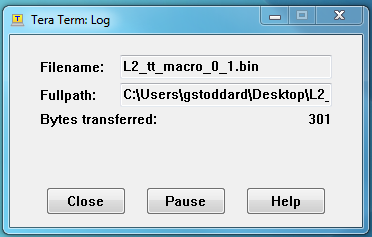 Tera Term: Log
Filename: L2_tt_macro_0_1.bin
Fullpath: C:\Users\gstoddard\Desktop\L2_
Bytes transferred: 301
Close Pause Help